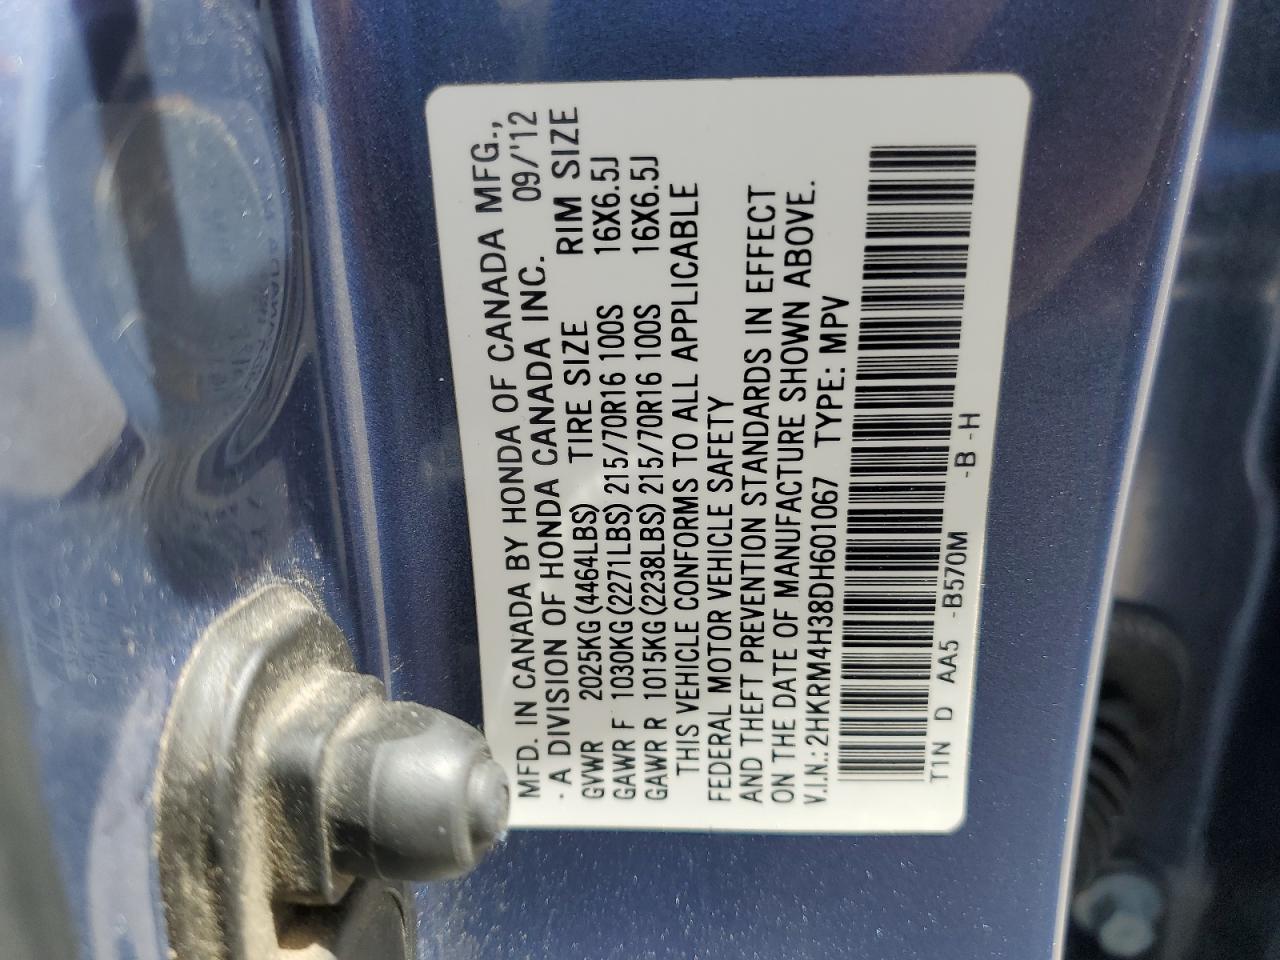 MFD. IN CANADA BY HONDA OF CANADA MFG.,
· A DIVISION OF HONDA CANADA INC. 09/'12
GVWR 2025KG (4464LBS) TIRE SIZE RIM SIZE
GAWR F 1030KG (2271LBS) 215/70R16 100S 16X6.5J
GAWR R 1015KG (2238LBS) 215/70R16 100S 16X6.5J
THIS VEHICLE CONFORMS TO ALL APPLICABLE
FEDERAL MOTOR VEHICLE SAFETY
AND THEFT PREVENTION STANDARDS IN EFFECT
ON THE DATE OF MANUFACTURE SHOWN ABOVE.
V.I.N.: 2HKRM4H38DH601067 TYPE: MPV
T1N D AA5 -B570M -B -H